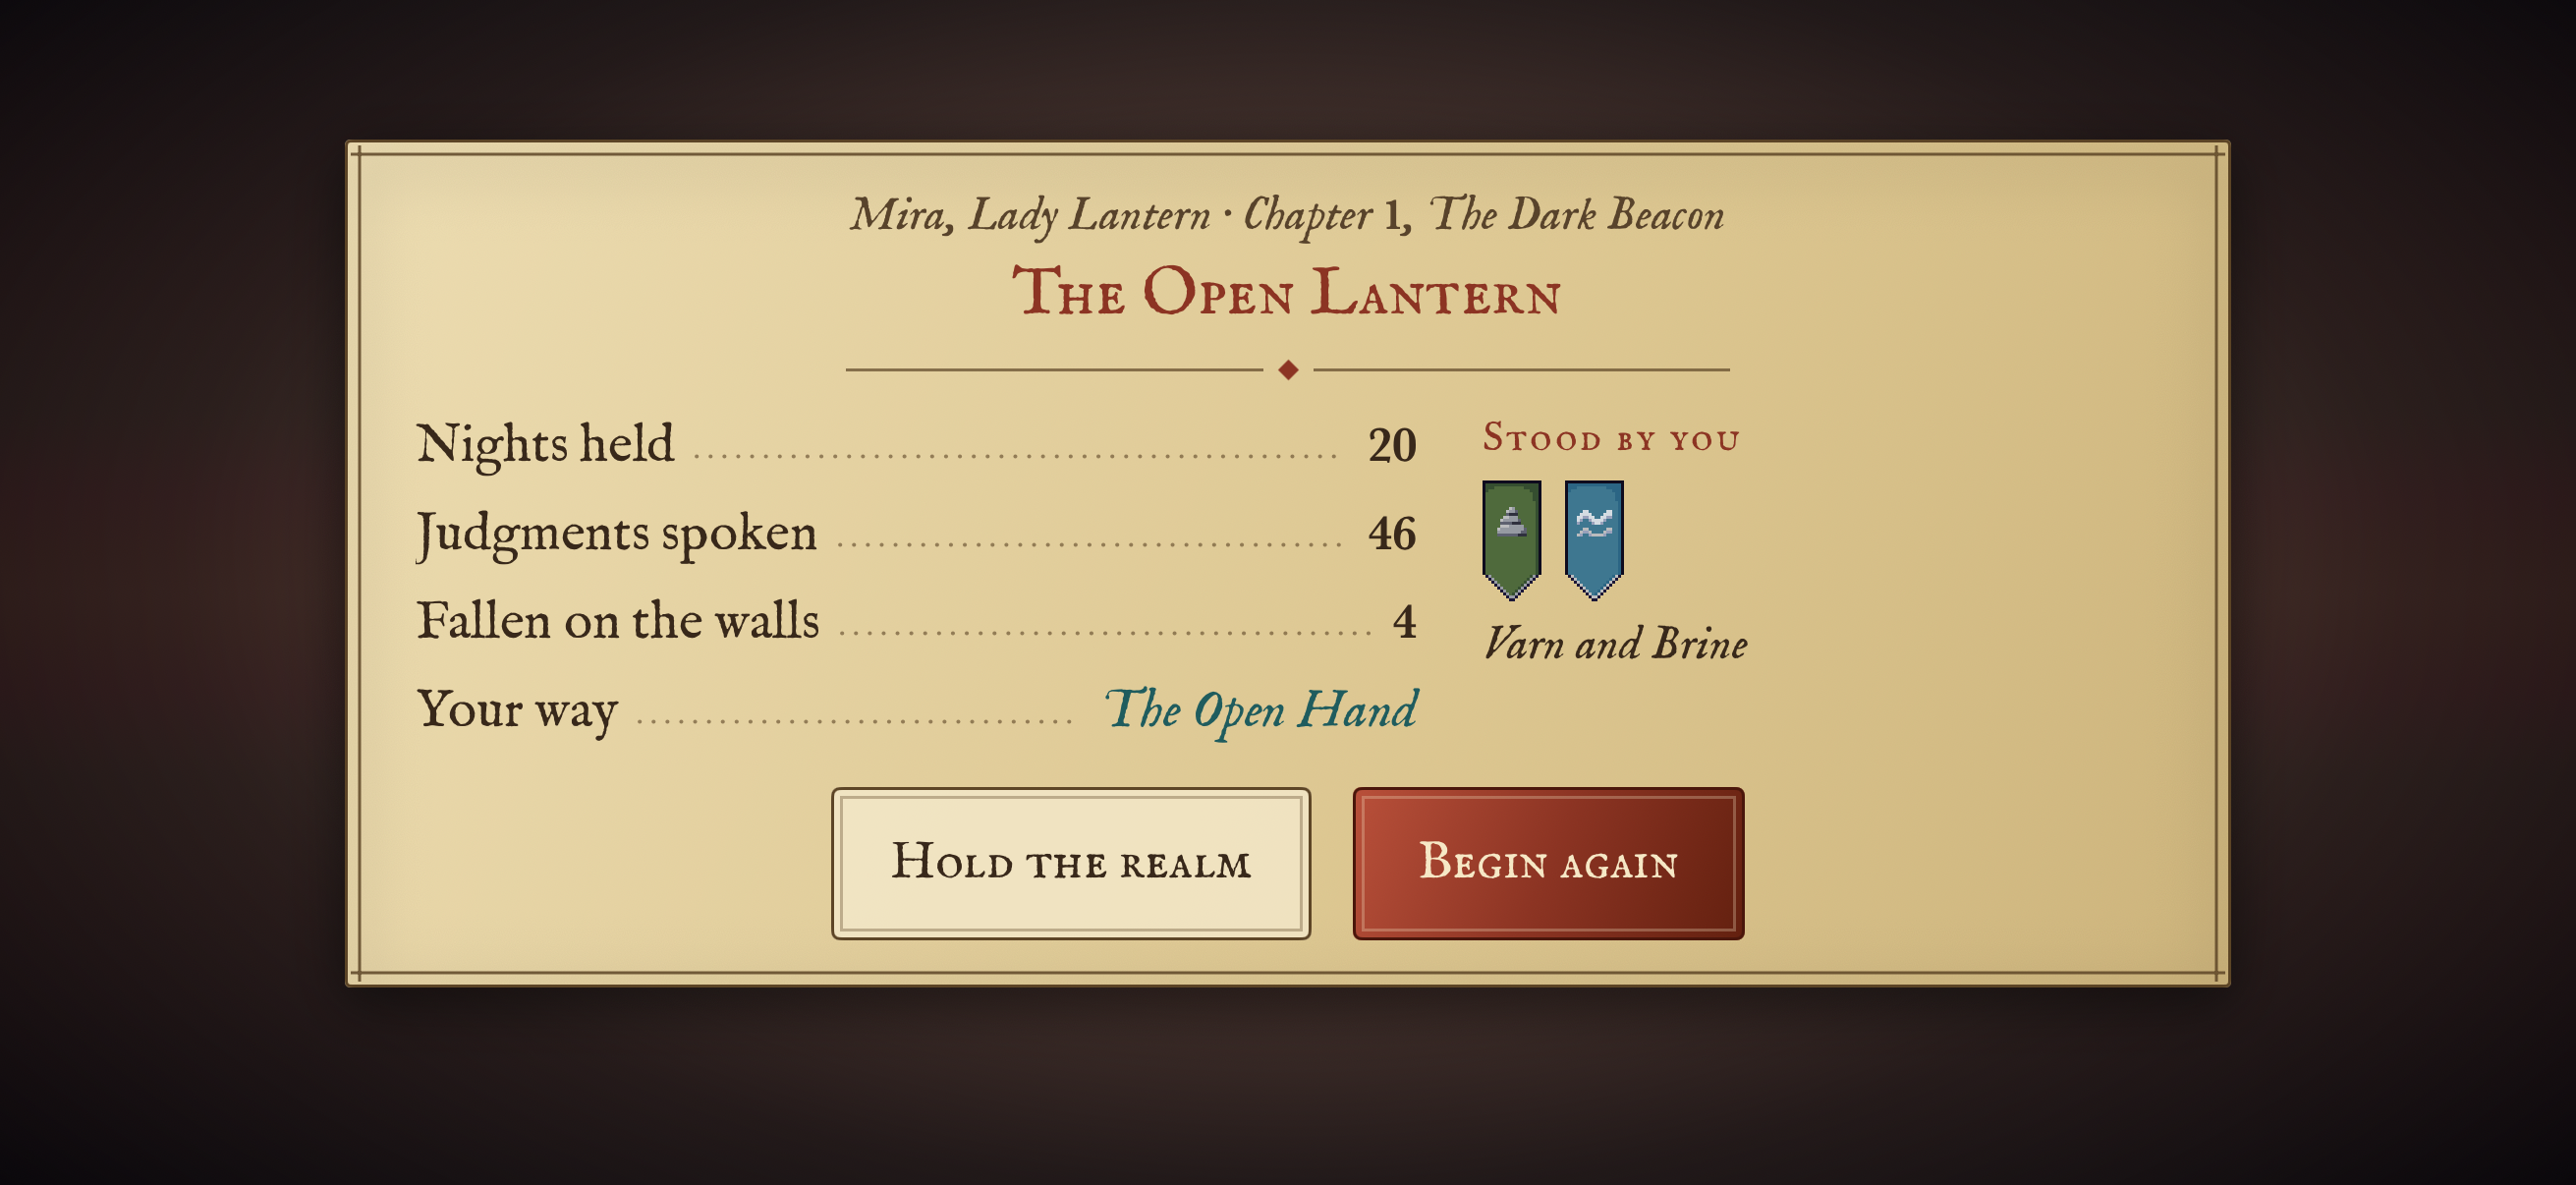 Mira, Lady Lantern · Chapter 1, The Dark Beacon
The Open Lantern
Nights held 20
Judgments spoken 46
Fallen on the walls 4
Your way The Open Hand
Stood by you
Varn and Brine
Hold the realm
Begin again